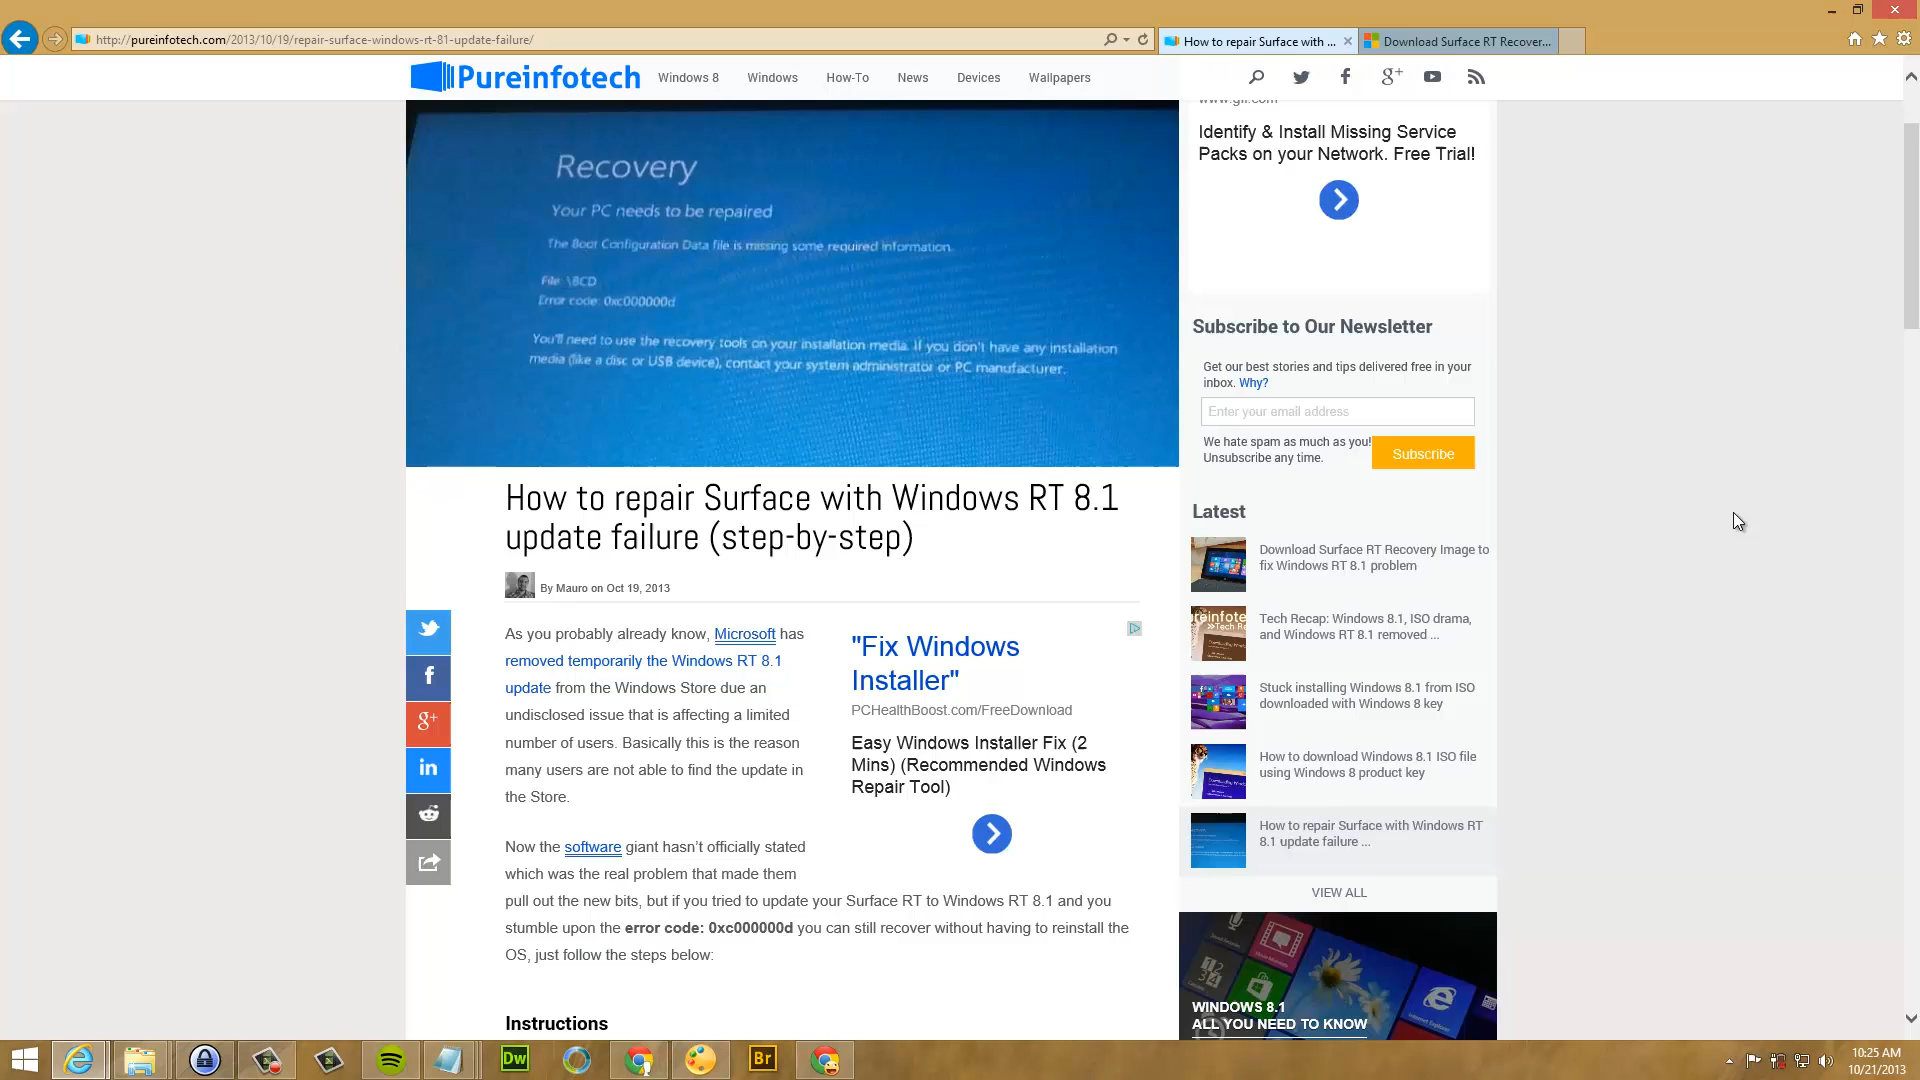 http://pureinfotech.com/2013/10/19/repair-surface-windows-rt-81-update-failure/
How to repair Surface with ...
Download Surface RT Recover...
Pureinfotech
Windows 8
Windows
How-To
News
Devices
Wallpapers
Recovery
Your PC needs to be repaired
The Boot Configuration Data file is missing some required information.
File: \BCD
Error code: 0xc000000d
You'll need to use the recovery tools on your installation media. If you don't have any installation
media (like a disc or USB device), contact your system administrator or PC manufacturer.
How to repair Surface with Windows RT 8.1
update failure (step-by-step)
By Mauro on Oct 19, 2013
As you probably already know, Microsoft has
removed temporarily the Windows RT 8.1
update from the Windows Store due an
undisclosed issue that is affecting a limited
number of users. Basically this is the reason
many users are not able to find the update in
the Store.
"Fix Windows
Installer"
PCHealthBoost.com/FreeDownload
Easy Windows Installer Fix (2
Mins) (Recommended Windows
Repair Tool)
Now the software giant hasn't officially stated
which was the real problem that made them
pull out the new bits, but if you tried to update your Surface RT to Windows RT 8.1 and you
stumble upon the error code: 0xc000000d you can still recover without having to reinstall the
OS, just follow the steps below:
Instructions
www.gfi.com
Identify & Install Missing Service
Packs on your Network. Free Trial!
Subscribe to Our Newsletter
Get our best stories and tips delivered free in your
inbox. Why?
Enter your email address
We hate spam as much as you!
Unsubscribe any time.
Subscribe
Latest
Download Surface RT Recovery Image to
fix Windows RT 8.1 problem
Tech Recap: Windows 8.1, ISO drama,
and Windows RT 8.1 removed ...
Stuck installing Windows 8.1 from ISO
downloaded with Windows 8 key
How to download Windows 8.1 ISO file
using Windows 8 product key
How to repair Surface with Windows RT
8.1 update failure ...
VIEW ALL
Internet Explorer
WINDOWS 8.1
ALL YOU NEED TO KNOW
Dw
Br
10:25 AM
10/21/2013